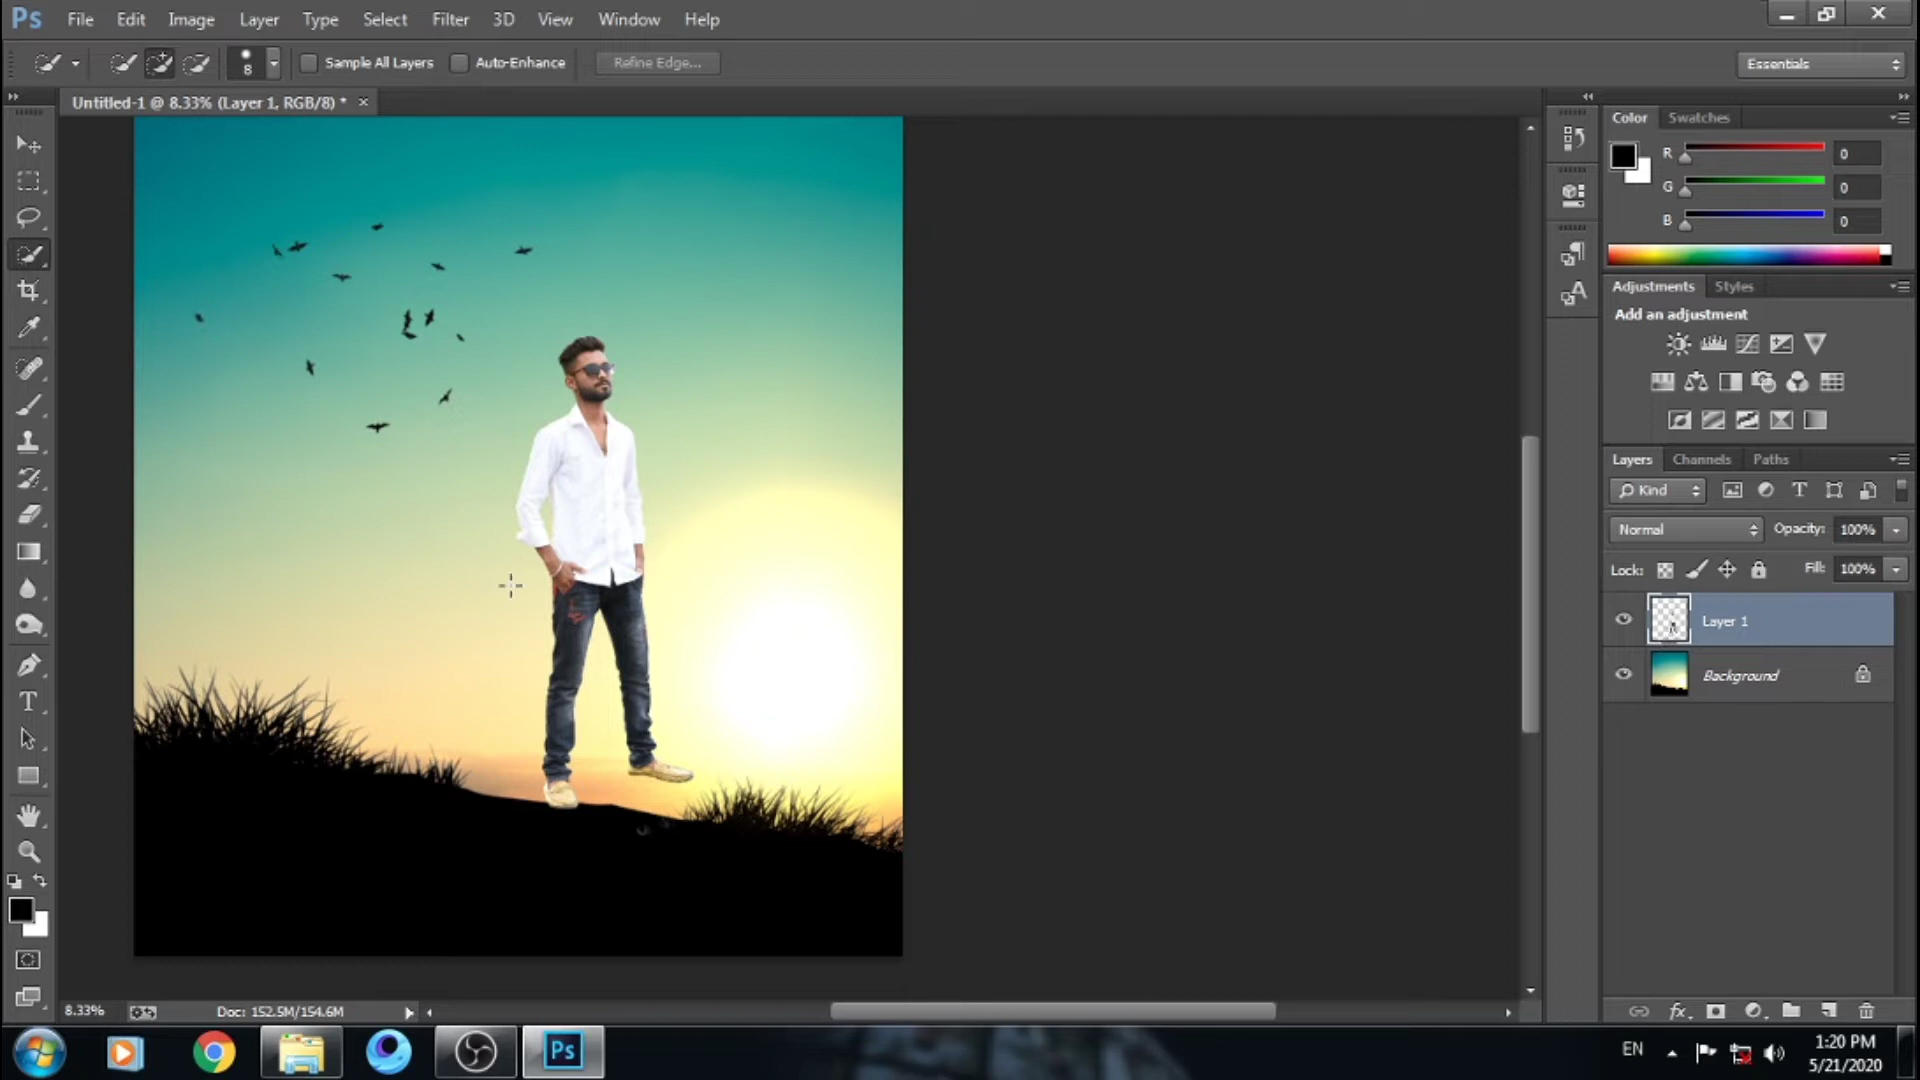 Ps File Edit Image Layer Type Select Filter 3D View Window Help
8 Sample All Layers Auto-Enhance Refine Edge... Essentials
Untitled-1 @ 8.33% (Layer 1, RGB/8) * ×
Color Swatches
R 0
G 0
B 0
Adjustments Styles
Add an adjustment
Layers Channels Paths
Kind
Normal Opacity: 100%
Lock: Fill: 100%
Layer 1
Background
8.33% Doc: 152.5M/154.6M
Ps EN 1:20 PM
5/21/2020